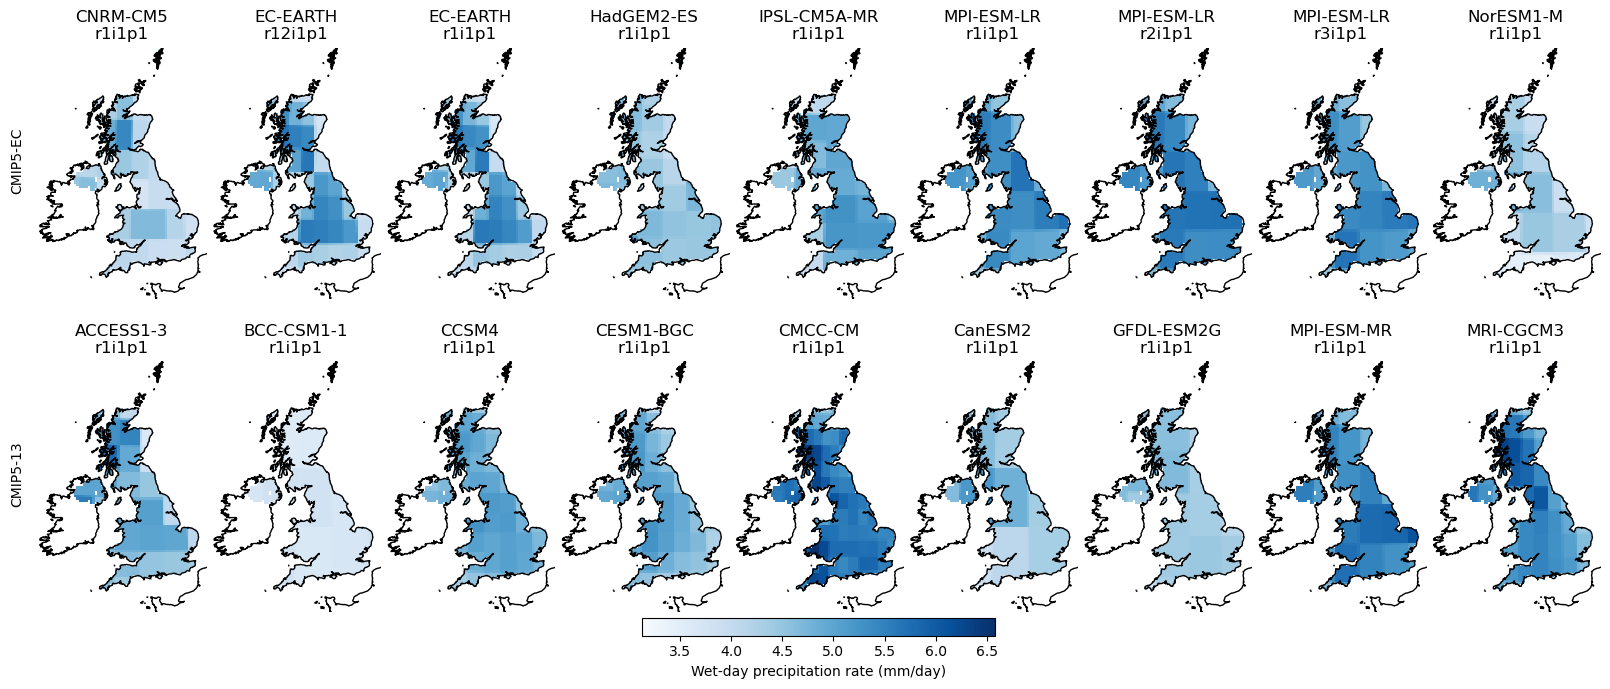 CNRM-CM5
r1i1p1
EC-EARTH
r12i1p1
EC-EARTH
r1i1p1
HadGEM2-ES
r1i1p1
IPSL-CM5A-MR
r1i1p1
MPI-ESM-LR
r1i1p1
MPI-ESM-LR
r2i1p1
MPI-ESM-LR
r3i1p1
NorESM1-M
r1i1p1
CMIP5-EC
ACCESS1-3
r1i1p1
BCC-CSM1-1
r1i1p1
CCSM4
r1i1p1
CESM1-BGC
r1i1p1
CMCC-CM
r1i1p1
CanESM2
r1i1p1
GFDL-ESM2G
r1i1p1
MPI-ESM-MR
r1i1p1
MRI-CGCM3
r1i1p1
CMIP5-13
3.5 4.0 4.5 5.0 5.5 6.0 6.5
Wet-day precipitation rate (mm/day)